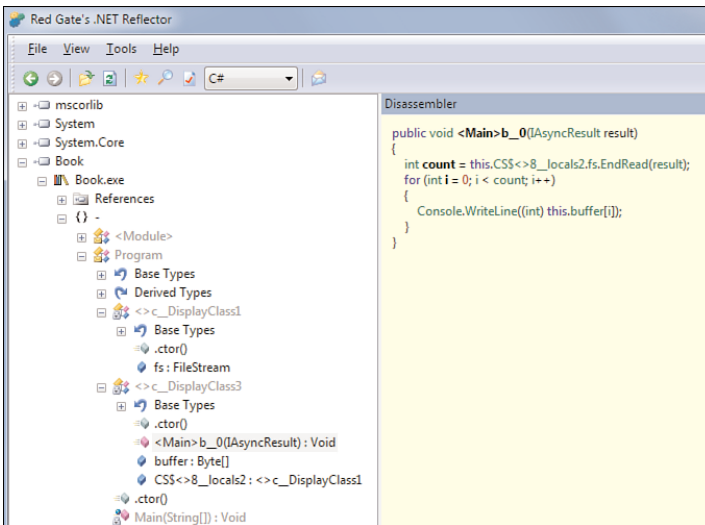 Red Gate's .NET Reflector
File View Tools Help
C#
mscorlib
System
System.Core
Book
Book.exe
References
{} -
<Module>
Program
Base Types
Derived Types
<>c__DisplayClass1
Base Types
.ctor()
fs : FileStream
<>c__DisplayClass3
Base Types
.ctor()
<Main>b__0(IAsyncResult) : Void
buffer : Byte[]
CS$<>8__locals2 : <>c__DisplayClass1
.ctor()
Main(String[]) : Void
Disassembler
public void <Main>b__0(IAsyncResult result)
{
int count = this.CS$<>8__locals2.fs.EndRead(result);
for (int i = 0; i < count; i++)
{
Console.WriteLine((int) this.buffer[i]);
}
}